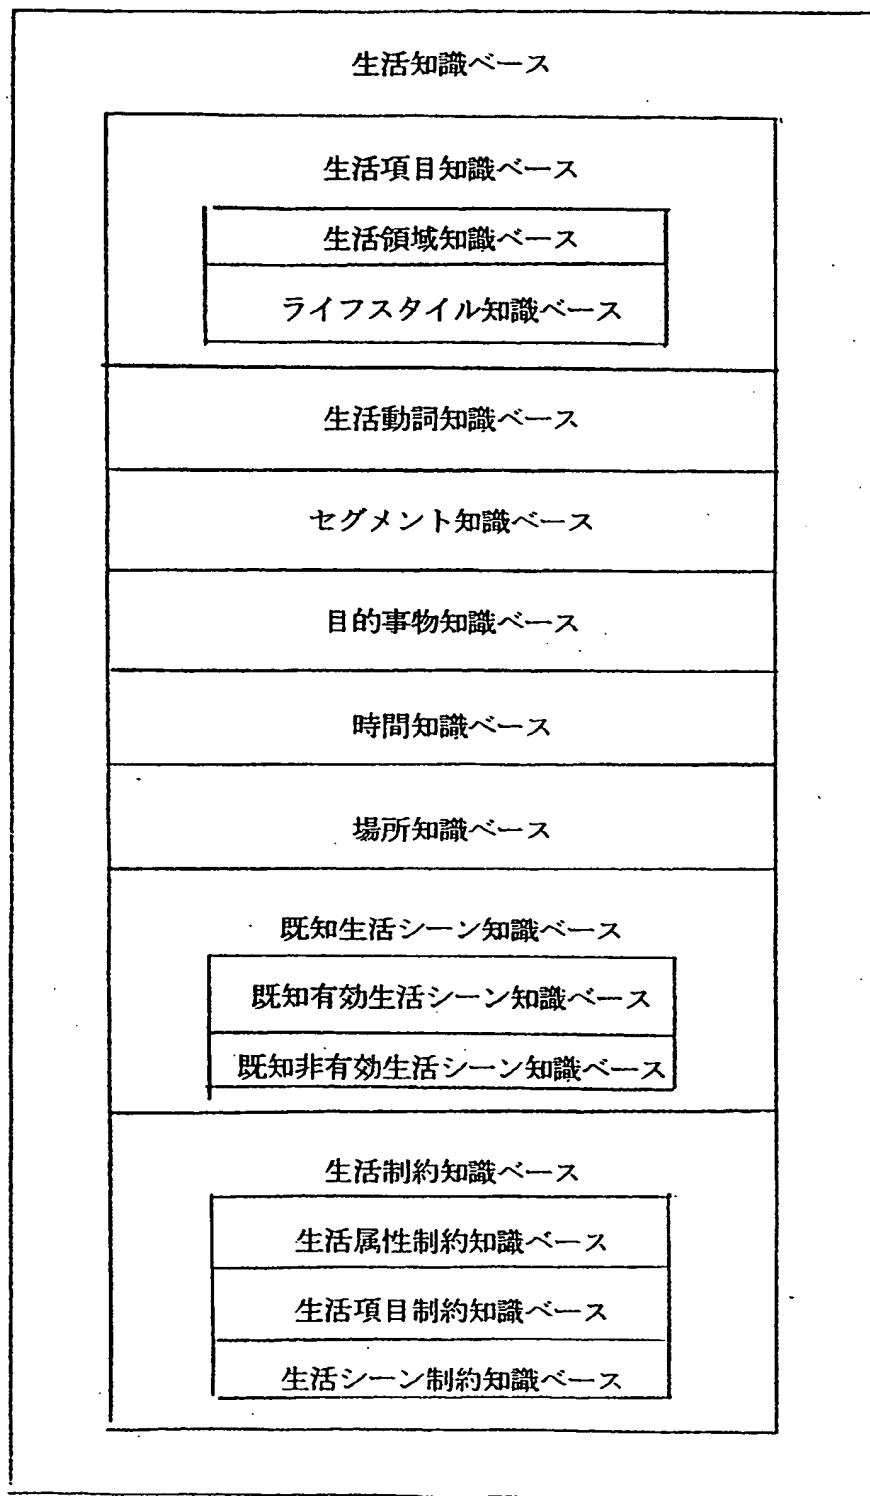 生活知識ベース
生活項目知識ベース
生活領域知識ベース
ライフスタイル知識ベース
生活動詞知識ベース
セグメント知識ベース
目的事物知識ベース
時間知識ベース
場所知識ベース
既知生活シーン知識ベース
既知有効生活シーン知識ベース
既知非有効生活シーン知識ベース
生活制約知識ベース
生活属性制約知識ベース
生活項目制約知識ベース
生活シーン制約知識ベース